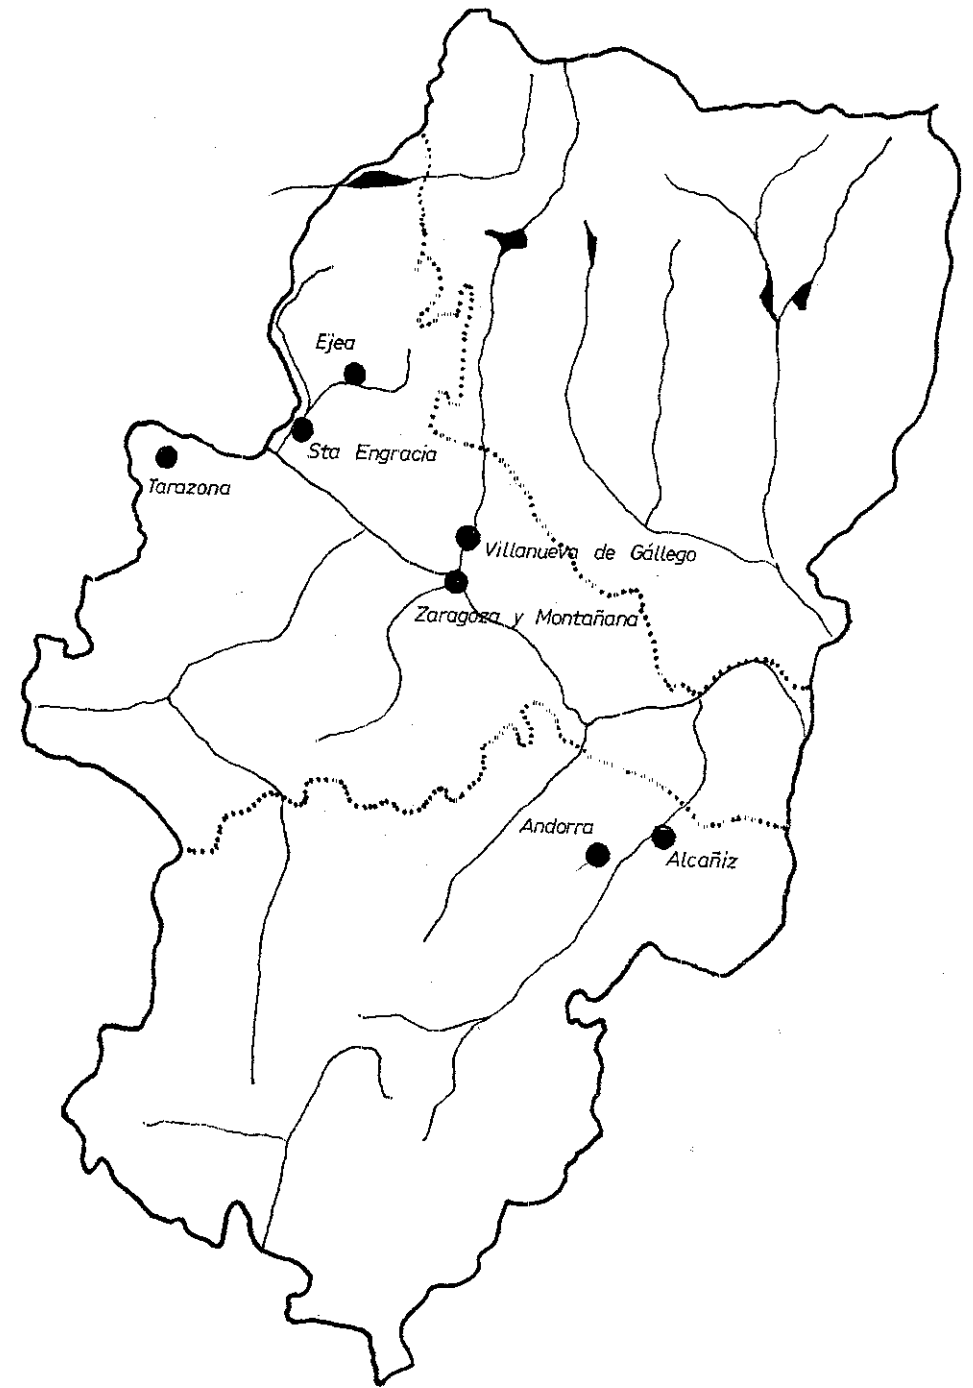 Ejea
Sta Engracia
Tarazona
Villanueva de Gállego
Zaragoza y Montañana
Andorra
Alcañiz